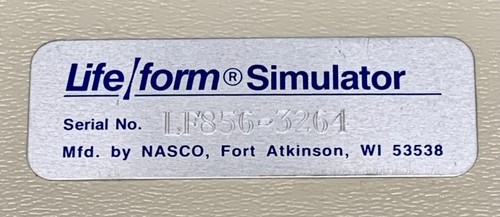 Life/form® Simulator
Serial No. LF856-3264
Mfd. by NASCO, Fort Atkinson, WI 53538